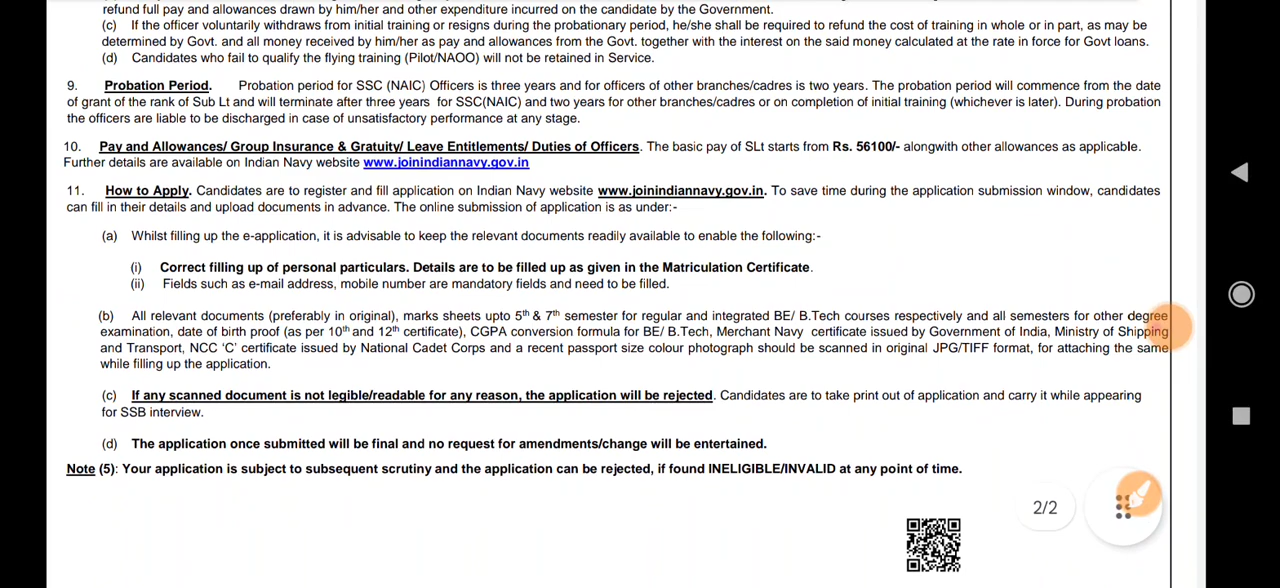 refund full pay and allowances drawn by him/her and other expenditure incurred on the candidate by the Government.
(c) If the officer voluntarily withdraws from initial training or resigns during the probationary period, he/she shall be required to refund the cost of training in whole or in part, as may be
determined by Govt. and all money received by him/her as pay and allowances from the Govt. together with the interest on the said money calculated at the rate in force for Govt loans.
(d) Candidates who fail to qualify the flying training (Pilot/NAOO) will not be retained in Service.
9. Probation Period. Probation period for SSC (NAIC) Officers is three years and for officers of other branches/cadres is two years. The probation period will commence from the date
of grant of the rank of Sub Lt and will terminate after three years for SSC(NAIC) and two years for other branches/cadres or on completion of initial training (whichever is later). During probation
the officers are liable to be discharged in case of unsatisfactory performance at any stage.
10. Pay and Allowances/ Group Insurance & Gratuity/ Leave Entitlements/ Duties of Officers. The basic pay of SLt starts from Rs. 56100/- alongwith other allowances as applicable.
Further details are available on Indian Navy website www.joinindiannavy.gov.in
11. How to Apply. Candidates are to register and fill application on Indian Navy website www.joinindiannavy.gov.in. To save time during the application submission window, candidates
can fill in their details and upload documents in advance. The online submission of application is as under:-
(a) Whilst filling up the e-application, it is advisable to keep the relevant documents readily available to enable the following:-
(i) Correct filling up of personal particulars. Details are to be filled up as given in the Matriculation Certificate.
(ii) Fields such as e-mail address, mobile number are mandatory fields and need to be filled.
(b) All relevant documents (preferably in original), marks sheets upto 5th & 7th semester for regular and integrated BE/ B.Tech courses respectively and all semesters for other degree
examination, date of birth proof (as per 10th and 12th certificate), CGPA conversion formula for BE/ B.Tech, Merchant Navy certificate issued by Government of India, Ministry of Shipping
and Transport, NCC ‘C’ certificate issued by National Cadet Corps and a recent passport size colour photograph should be scanned in original JPG/TIFF format, for attaching the same
while filling up the application.
(c) If any scanned document is not legible/readable for any reason, the application will be rejected. Candidates are to take print out of application and carry it while appearing
for SSB interview.
(d) The application once submitted will be final and no request for amendments/change will be entertained.
Note (5): Your application is subject to subsequent scrutiny and the application can be rejected, if found INELIGIBLE/INVALID at any point of time.
2/2